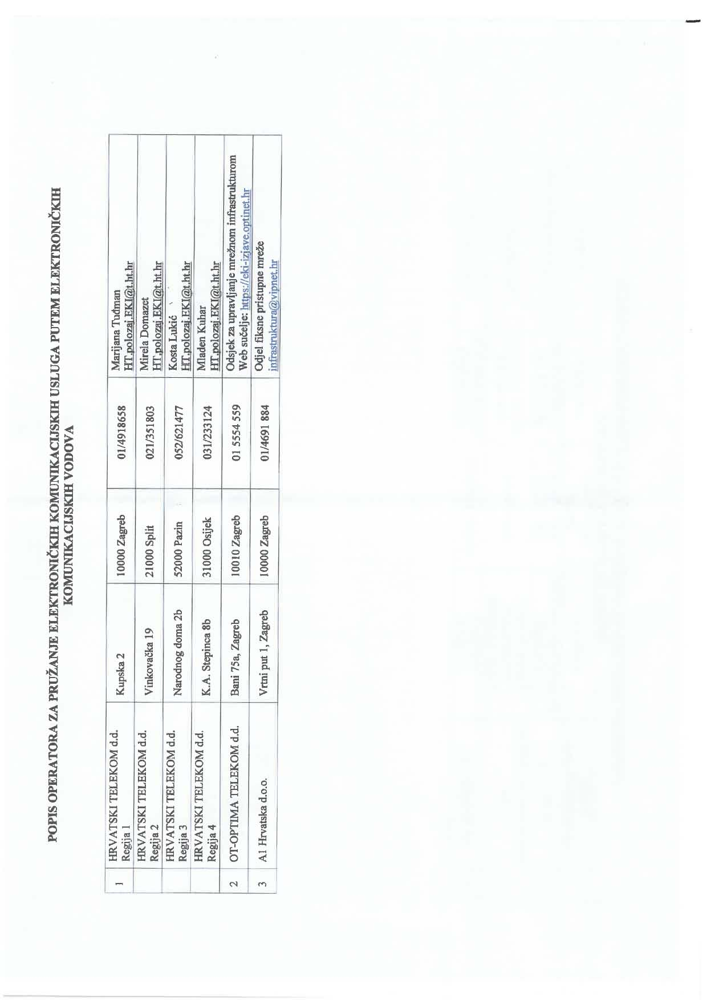 POPIS OPERATORA ZA PRUŽANJE ELEKTRONIČKIH KOMUNIKACIJSKIH USLUGA PUTEM ELEKTRONIČKIH
KOMUNIKACIJSKIH VODOVA
1 HRVATSKI TELEKOM d.d. Kupska 2 10000 Zagreb 01/4918658 Marijana Tuđman
Regija 1 HT.polozaj.EKI@t.ht.hr
HRVATSKI TELEKOM d.d. Vinkovačka 19 21000 Split 021/351803 Mirela Domazet
Regija 2 HT.polozaj.EKI@t.ht.hr
HRVATSKI TELEKOM d.d. Narodnog doma 2b 52000 Pazin 052/621477 Kosta Lukić
Regija 3 HT.polozaj.EKI@t.ht.hr
HRVATSKI TELEKOM d.d. K.A. Stepinca 8b 31000 Osijek 031/233124 Mladen Kuhar
Regija 4 HT.polozaj.EKI@t.ht.hr
2 OT-OPTIMA TELEKOM d.d. Bani 75a, Zagreb 10010 Zagreb 01 5554 559 Odsjek za upravljanje mrežnom infrastrukturom
Web sučelje: https://eki-izjave.optinet.hr
3 A1 Hrvatska d.o.o. Vrtni put 1, Zagreb 10000 Zagreb 01/4691 884 Odjel fiksne pristupne mreže
infrastruktura@vipnet.hr